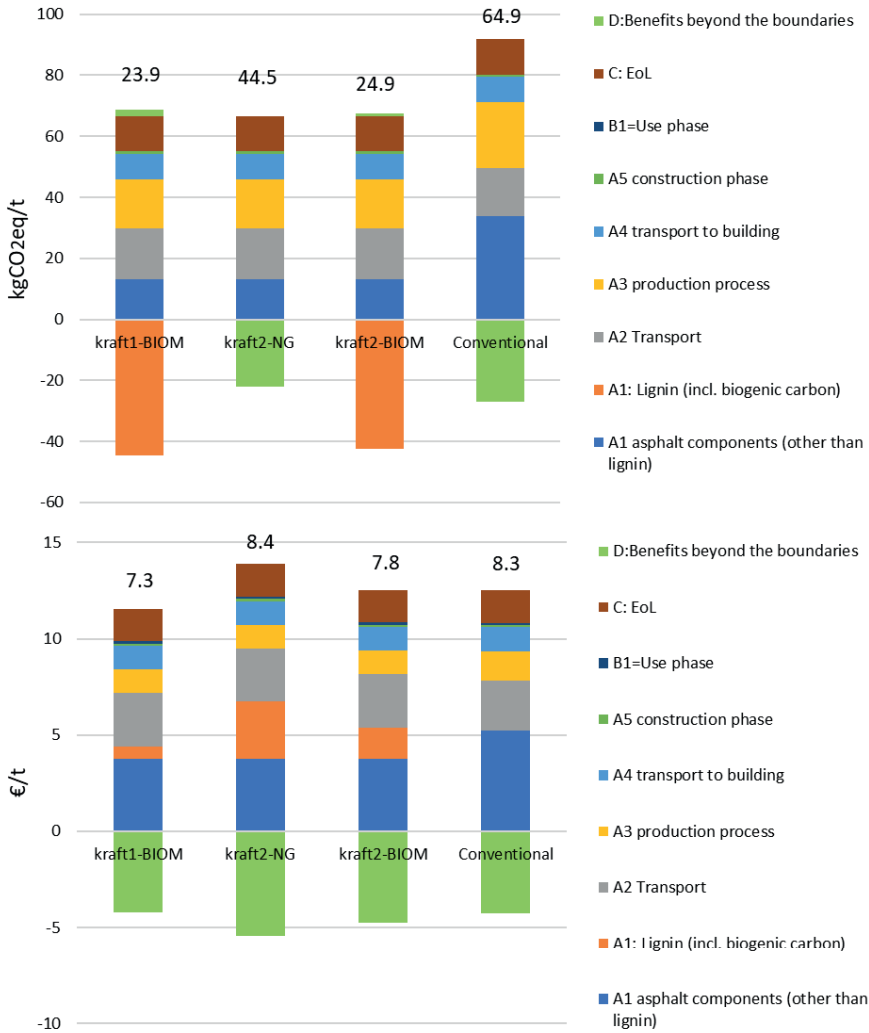 100
80
60
40
20
0
-20
-40
-60
kgCO2eq/t
23.9
44.5
24.9
64.9
kraft1-BIOM
kraft2-NG
kraft2-BIOM
Conventional
D:Benefits beyond the boundaries
C: EoL
B1=Use phase
A5 construction phase
A4 transport to building
A3 production process
A2 Transport
A1: Lignin (incl. biogenic carbon)
A1 asphalt components (other than
lignin)
15
10
5
0
-5
-10
€/t
7.3
8.4
7.8
8.3
kraft1-BIOM
kraft2-NG
kraft2-BIOM
Conventional
D:Benefits beyond the boundaries
C: EoL
B1=Use phase
A5 construction phase
A4 transport to building
A3 production process
A2 Transport
A1: Lignin (incl. biogenic carbon)
A1 asphalt components (other than
lignin)